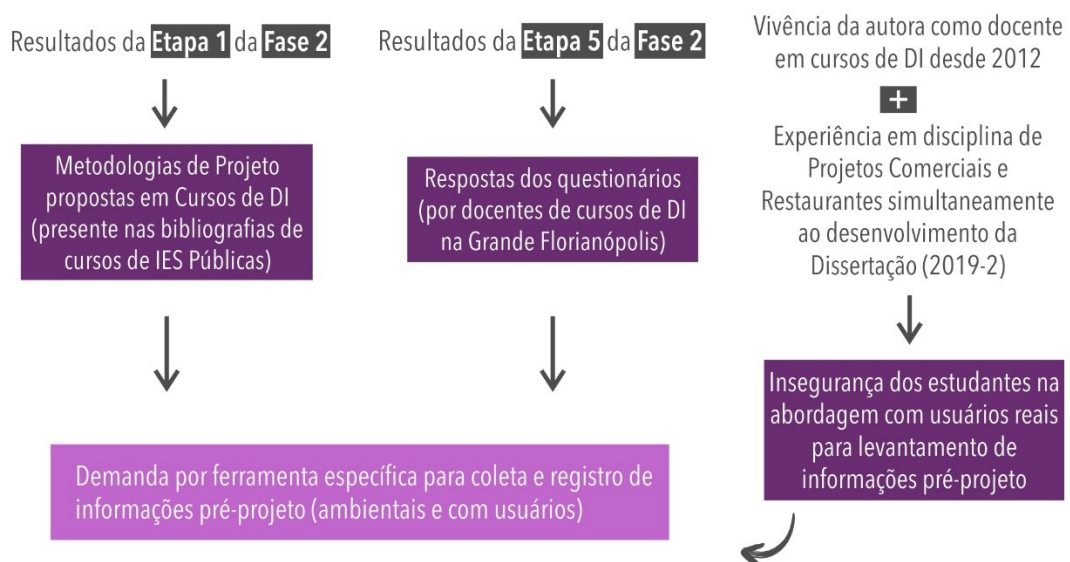 Resultados da Etapa 1 da Fase 2
Metodologias de Projeto
propostas em Cursos de DI
(presente nas bibliografias de
cursos de IES Públicas)
Resultados da Etapa 5 da Fase 2
Respostas dos questionários
(por docentes de cursos de DI
na Grande Florianópolis)
Vivência da autora como docente
em cursos de DI desde 2012
+
Experiência em disciplina de
Projetos Comerciais e
Restaurantes simultaneamente
ao desenvolvimento da
Dissertação (2019-2)
Insegurança dos estudantes na
abordagem com usuários reais
para levantamento de
informações pré-projeto
Demanda por ferramenta específica para coleta e registro de
informações pré-projeto (ambientais e com usuários)